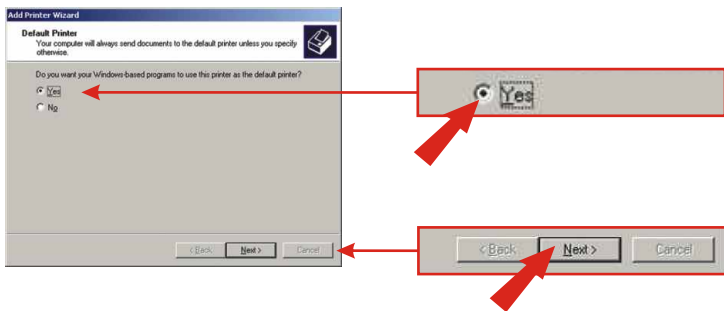 Add Printer Wizard
Default Printer
Your computer will always send documents to the default printer unless you specify
otherwise.
Do you want your Windows-based programs to use this printer as the default printer?
Yes
No
< Back Next > Cancel
Yes
< Back Next > Cancel